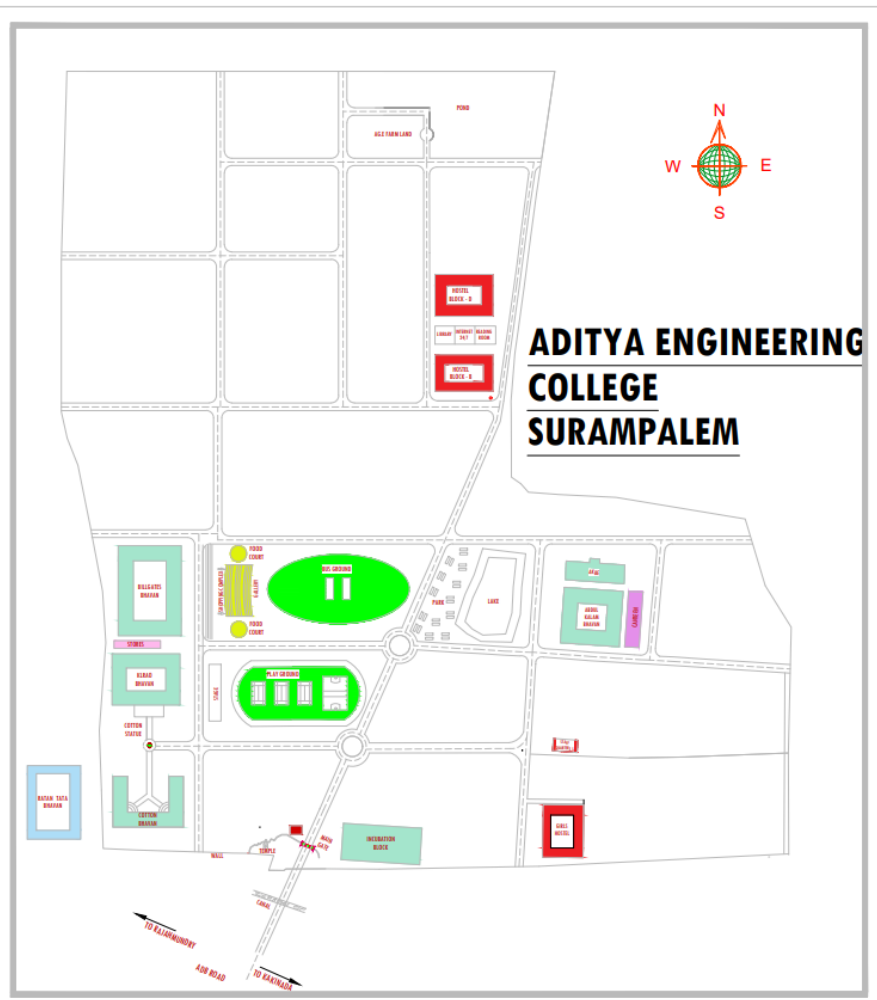 POND
AGE FARM LAND
N
W
E
S
HOSTEL
BLOCK - D
LIBRARY
INTERNET
24/7
READING
ROOM
HOSTEL
ADITYA ENGINEERING
COLLEGE
SURAMPALEM
BILLGATES
BHAVAN
STORES
BHAVAN
COTTON
STATUE
COTTON
BHAVAN
RATAN TATA
BHAVAN
FOOD
COURT
SHOPPING COMPLEX
GALLERY
FOOD
COURT
BUS GROUND
PLAY GROUND
STAGE
PARK
LAKE
ABDUL
KALAM
BHAVAN
CANTEEN
GIRLS
HOSTEL
INCUBATION
BLOCK
MAIN
GATE
TEMPLE
WALL
CANAL
TO RAJAHMUNDRY
ADB ROAD
TO KAKINADA